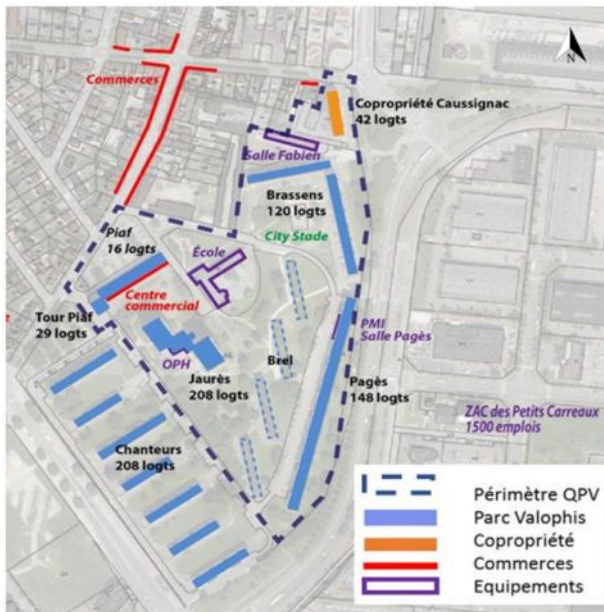 N
Commerces
Copropriété Caussignac
42 logts
Salle Fabien
Brassens
120 logts
City Stade
Piaf
16 logts
École
Centre
commercial
Tour Piaf
29 logts
PMI
Salle Pagès
OPH
Brel
Jaurès
208 logts
Pagès
148 logts
ZAC des Petits Carreaux
1500 emplois
Chanteurs
208 logts
Périmètre QPV
Parc Valophis
Copropriété
Commerces
Equipements